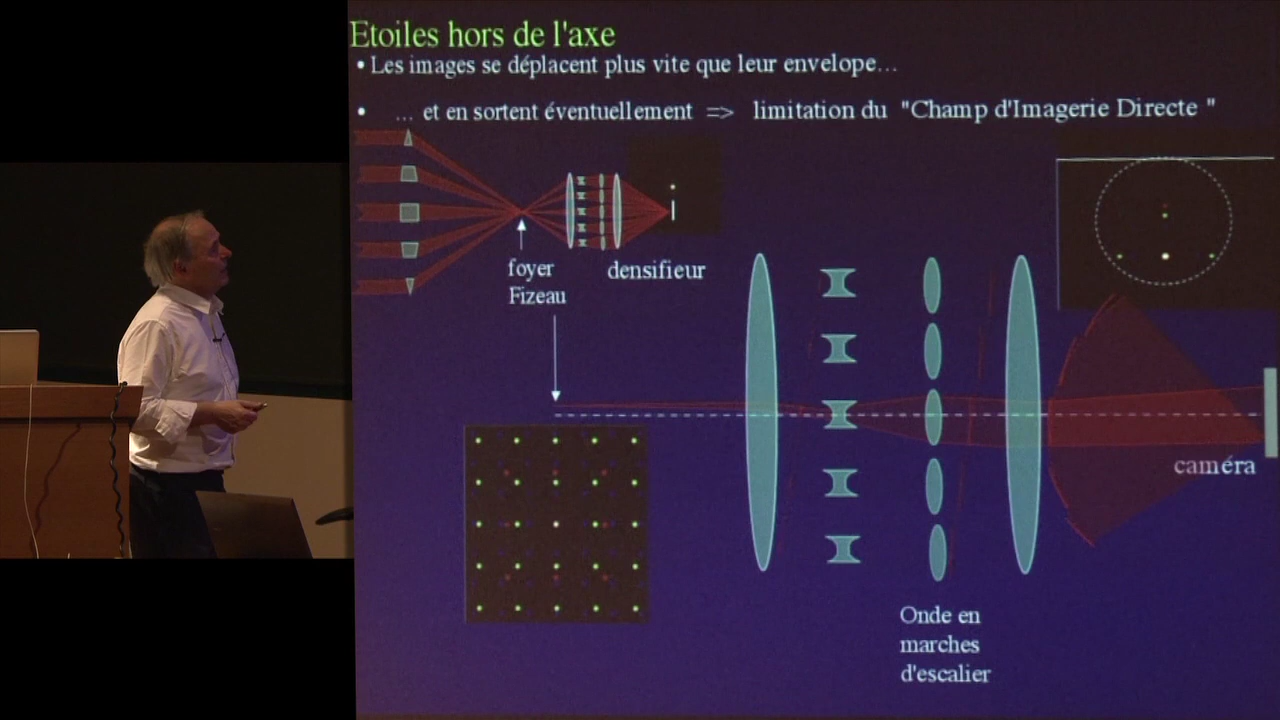 Etoiles hors de l'axe
• Les images se déplacent plus vite que leur envelope…
• … et en sortent éventuellement => limitation du "Champ d'Imagerie Directe "
foyer
Fizeau
densifieur
caméra
Onde en
marches
d'escalier